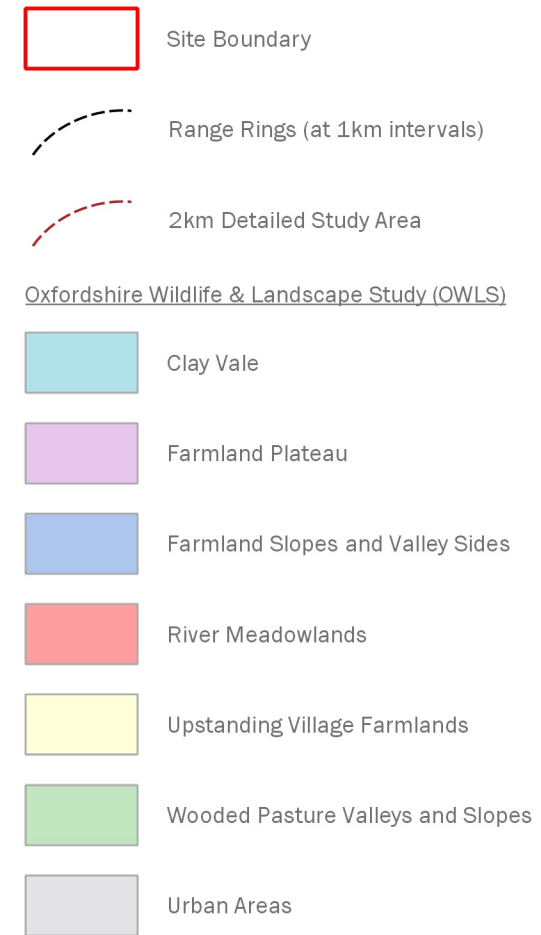 Site Boundary
Range Rings (at 1km intervals)
2km Detailed Study Area
Oxfordshire Wildlife & Landscape Study (OWLS)
Clay Vale
Farmland Plateau
Farmland Slopes and Valley Sides
River Meadowlands
Upstanding Village Farmlands
Wooded Pasture Valleys and Slopes
Urban Areas